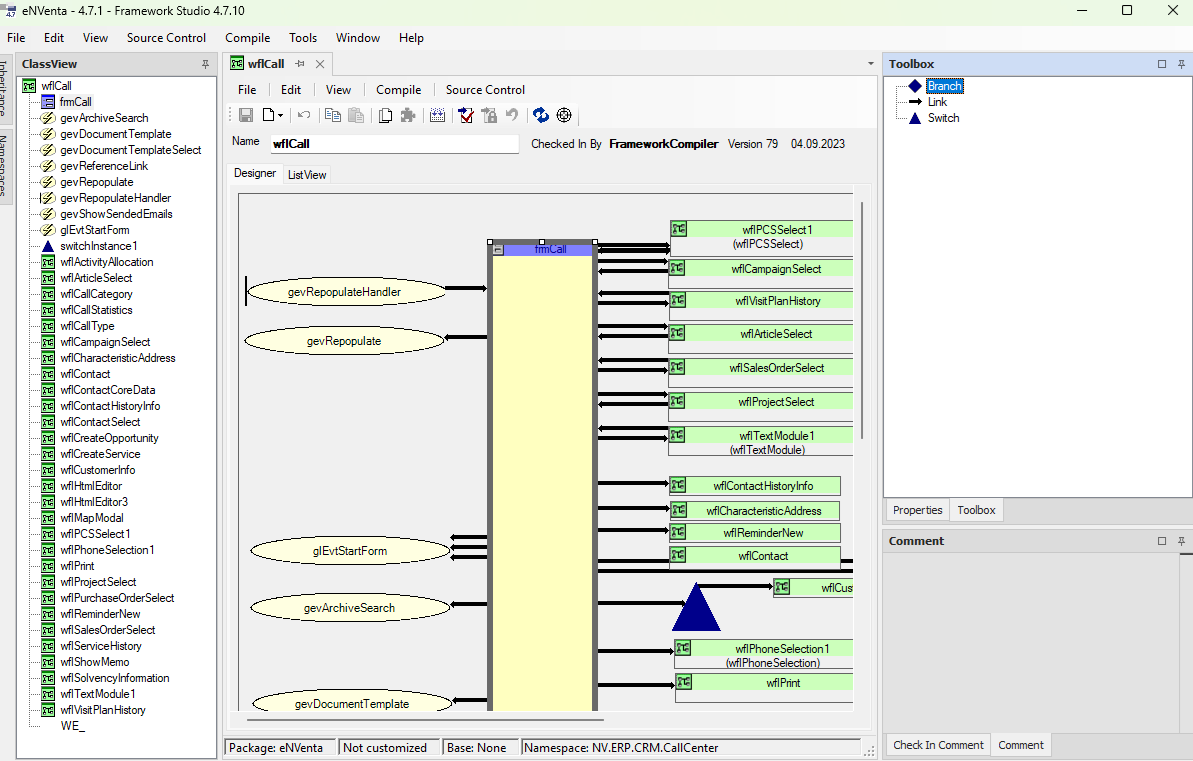 eNVenta - 4.7.1 - Framework Studio 4.7.10
File Edit View Source Control Compile Tools Window Help
Inheritance
Namespaces
ClassView
wflCall
frmCall
gevArchiveSearch
gevDocumentTemplate
gevDocumentTemplateSelect
gevReferenceLink
gevRepopulate
gevRepopulateHandler
gevShowSendedEmails
glEvtStartForm
switchInstance1
wflActivityAllocation
wflArticleSelect
wflCallCategory
wflCallStatistics
wflCallType
wflCampaignSelect
wflCharacteristicAddress
wflContact
wflContactCoreData
wflContactHistoryInfo
wflContactSelect
wflCreateOpportunity
wflCreateService
wflCustomerInfo
wflHtmlEditor
wflHtmlEditor3
wflMapModal
wflPCSSelect1
wflPhoneSelection1
wflPrint
wflProjectSelect
wflPurchaseOrderSelect
wflReminderNew
wflSalesOrderSelect
wflServiceHistory
wflShowMemo
wflSolvencyInformation
wflTextModule1
wflVisitPlanHistory
WE_
wflCall
File Edit View Compile Source Control
Name wflCall Checked In By FrameworkCompiler Version 79 04.09.2023
Designer ListView
frmCall
gevRepopulateHandler
gevRepopulate
glEvtStartForm
gevArchiveSearch
gevDocumentTemplate
wflPCSSelect1
(wflPCSSelect)
wflCampaignSelect
wflVisitPlanHistory
wflArticleSelect
wflSalesOrderSelect
wflProjectSelect
wflTextModule1
(wflTextModule)
wflContactHistoryInfo
wflCharacteristicAddress
wflReminderNew
wflContact
wflCus
wflPhoneSelection1
(wflPhoneSelection)
wflPrint
Package: eNVenta Not customized Base: None Namespace: NV.ERP.CRM.CallCenter
Toolbox
Branch
Link
Switch
Properties Toolbox
Comment
Check In Comment Comment